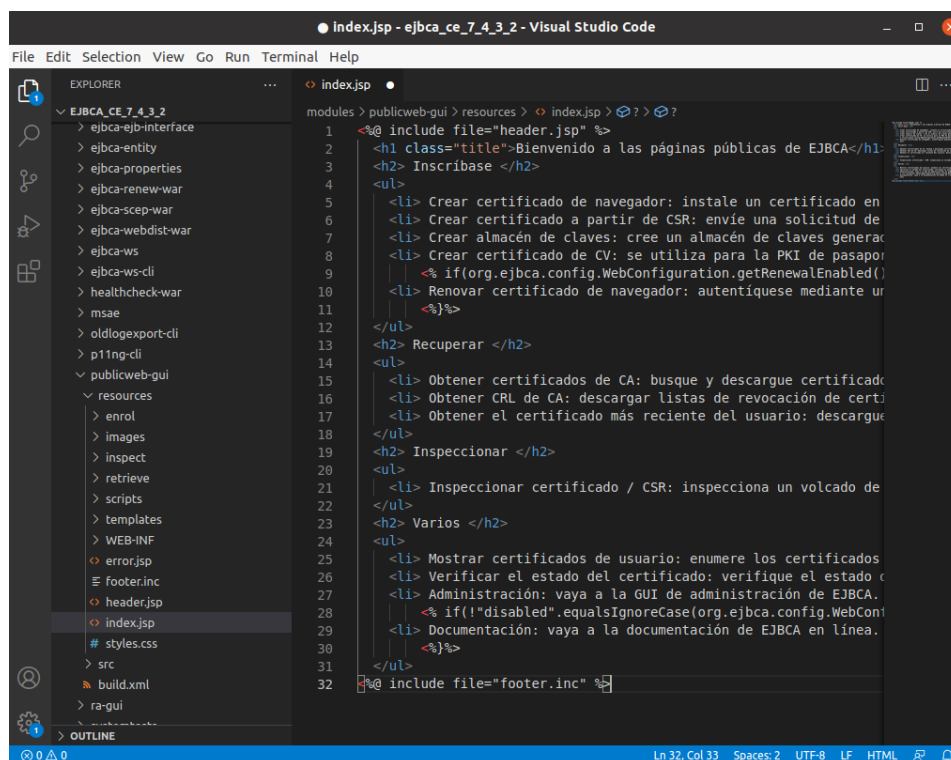 index.jsp - ejbca_ce_7_4_3_2 - Visual Studio Code
File Edit Selection View Go Run Terminal Help
EXPLORER
EJBCA_CE_7_4_3_2
ejbca-ejb-interface
ejbca-entity
ejbca-properties
ejbca-renew-war
ejbca-scep-war
ejbca-webdist-war
ejbca-ws
ejbca-ws-cli
healthcheck-war
msae
oldlogexport-cli
p11ng-cli
publicweb-gui
resources
enrol
images
inspect
retrieve
scripts
templates
WEB-INF
error.jsp
footer.inc
header.jsp
index.jsp
styles.css
src
build.xml
ra-gui
OUTLINE
index.jsp
modules > publicweb-gui > resources > index.jsp > ? > ?
1 <%@ include file="header.jsp" %>
2 <h1 class="title">Bienvenido a las páginas públicas de EJBCA</h1>
3 <h2> Inscríbase </h2>
4 <ul>
5 <li> Crear certificado de navegador: instale un certificado en
6 <li> Crear certificado a partir de CSR: envíe una solicitud de
7 <li> Crear almacén de claves: cree un almacén de claves generad
8 <li> Crear certificado de CV: se utiliza para la PKI de pasapor
9 <% if(org.ejbca.config.WebConfiguration.getRenewalEnabled()
10 <li> Renovar certificado de navegador: autentíquese mediante un
11 <%}%>
12 </ul>
13 <h2> Recuperar </h2>
14 <ul>
15 <li> Obtener certificados de CA: busque y descargue certificado
16 <li> Obtener CRL de CA: descargar listas de revocación de certi
17 <li> Obtener el certificado más reciente del usuario: descargue
18 </ul>
19 <h2> Inspeccionar </h2>
20 <ul>
21 <li> Inspeccionar certificado / CSR: inspecciona un volcado de
22 </ul>
23 <h2> Varios </h2>
24 <ul>
25 <li> Mostrar certificados de usuario: enumere los certificados
26 <li> Verificar el estado del certificado: verifique el estado d
27 <li> Administración: vaya a la GUI de administración de EJBCA.
28 <% if(!"disabled".equalsIgnoreCase(org.ejbca.config.WebConf
29 <li> Documentación: vaya a la documentación de EJBCA en línea.
30 <%}%>
31 </ul>
32 <%@ include file="footer.inc" %>
0 0 Ln 32, Col 33 Spaces: 2 UTF-8 LF HTML